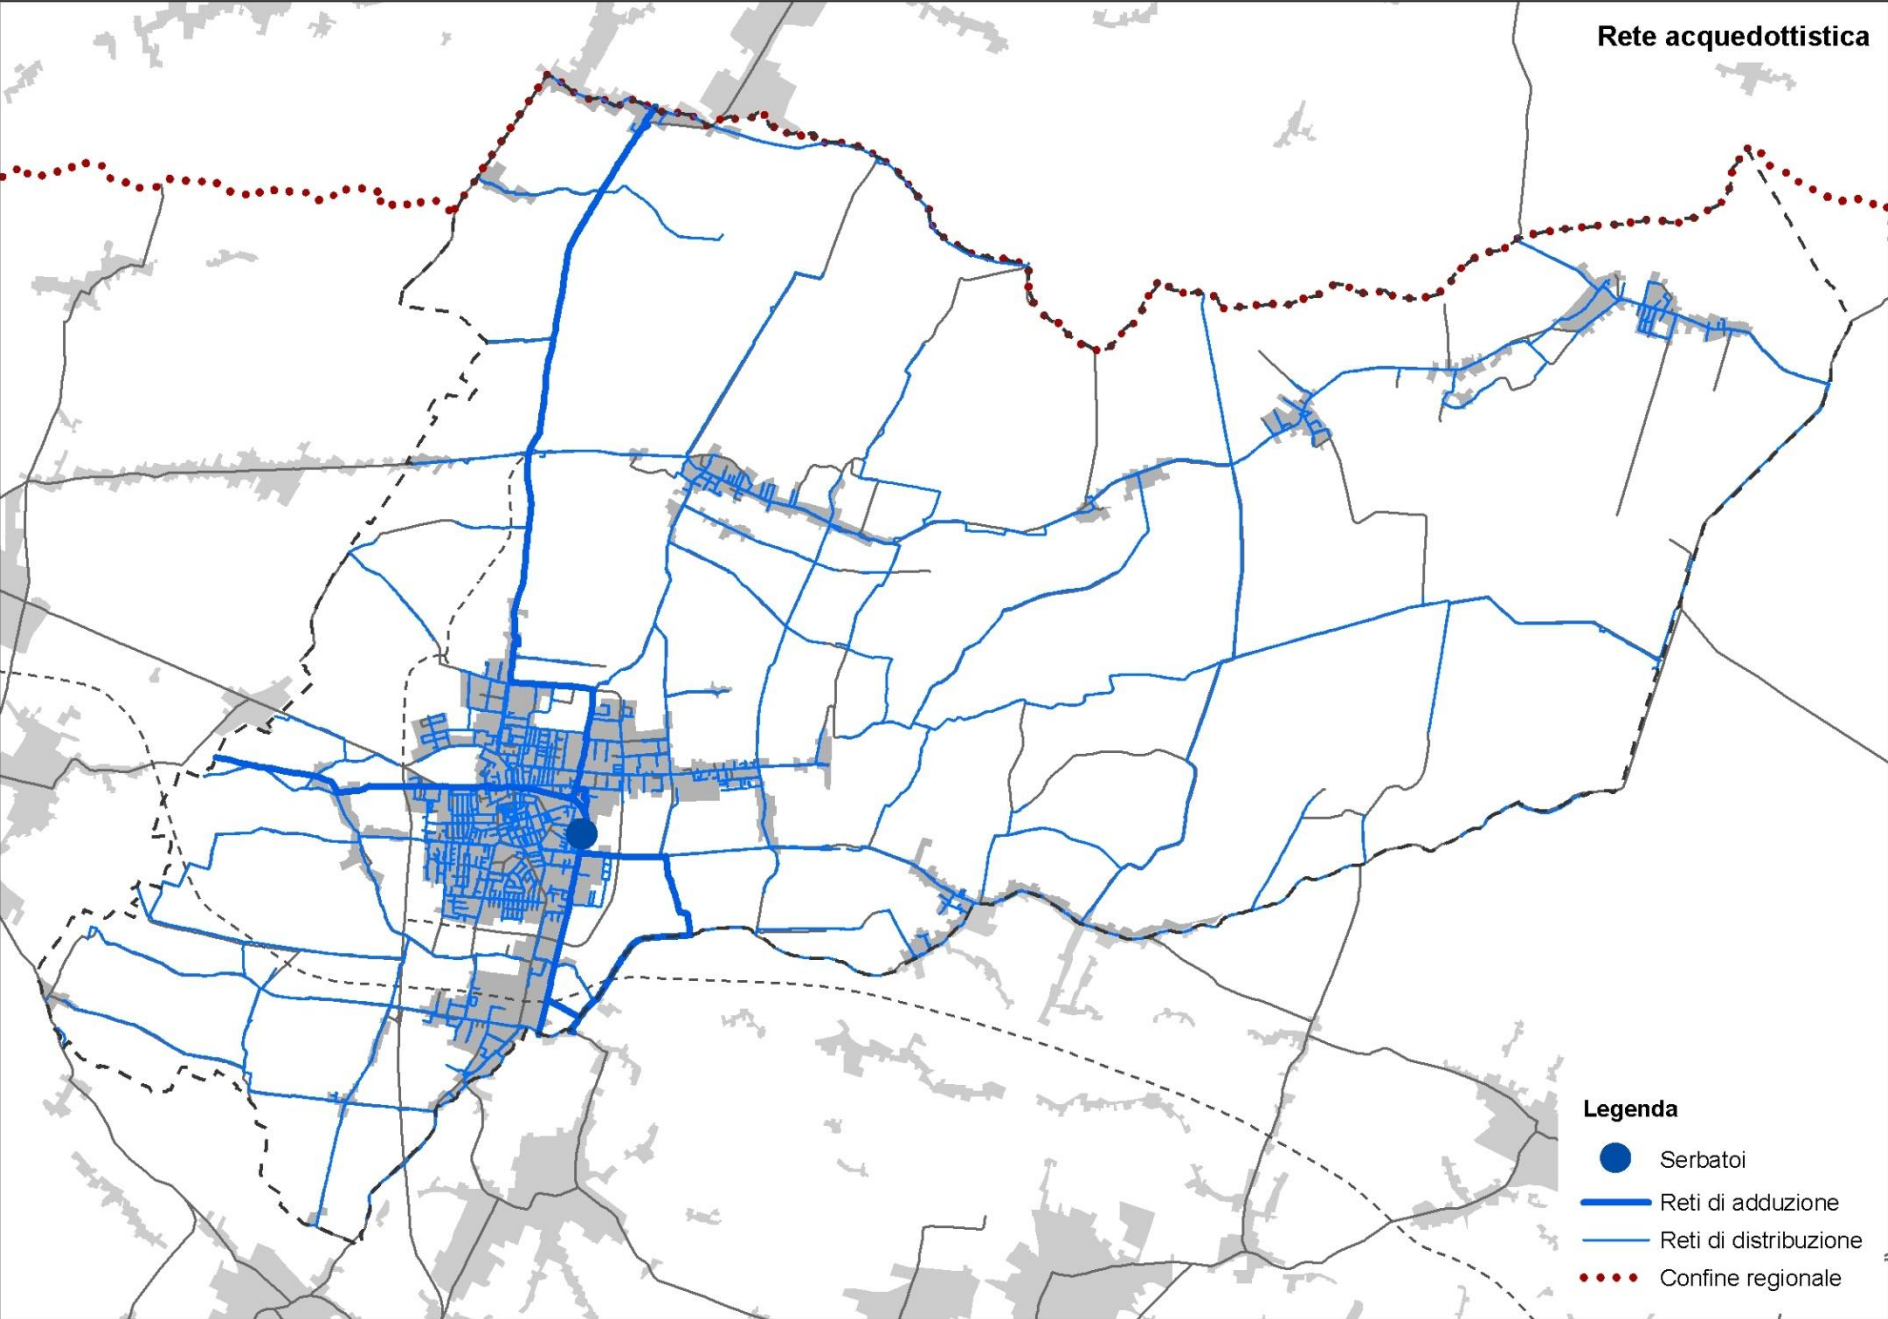 Rete acquedottistica
Legenda
Serbatoi
Reti di adduzione
Reti di distribuzione
Confine regionale